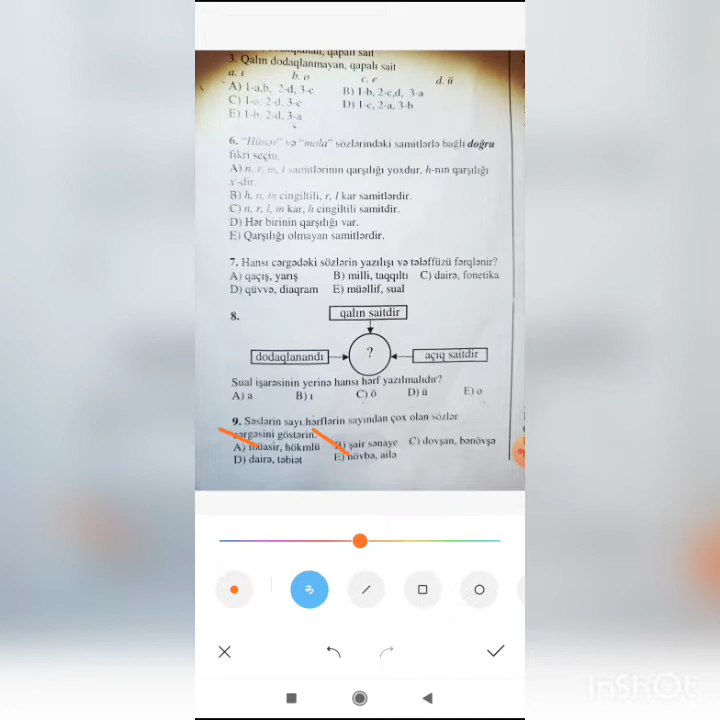 qapalı sait
3. Qalın dodaqlanmayan, qapalı sait
a. ı b. o c. e d. ü
A) 1-a,b, 2-d, 3-c B) 1-b, 2-c,d, 3-a
C) 1-a, 2-d, 3-c D) 1-c, 2-a, 3-b
E) 1-b, 2-d, 3-a
6. "Hünər" və "mala" sözlərindəki samitlərlə bağlı doğru
fikri seçin.
A) n, r, m, l samitlərinin qarşılığı yoxdur, h-nın qarşılığı
x'-dir.
B) h, n, m cingiltili, r, l kar samitlərdir.
C) n, r, l, m kar, h cingiltili samitdir.
D) Hər birinin qarşılığı var.
E) Qarşılığı olmayan samitlərdir.
7. Hansı cərgədəki sözlərin yazılışı və tələffüzü fərqlənir?
A) qaçış, yarış B) milli, taqqıltı C) dairə, fonetika
D) qüvvə, diaqram E) müəllif, sual
8.
qalın saitdir
dodaqlanandı
?
açıq saitdir
Sual işarəsinin yerinə hansı hərf yazılmalıdır?
A) a B) ı C) ö D) ü E) o
9. Səslərin sayı hərflərin sayından çox olan sözlər
cərgəsini göstərin.
A) müasir, hökmlü B) şair sənaye C) dovşan, bənövşə
D) dairə, təbiət E) növbə, ailə
InShOt